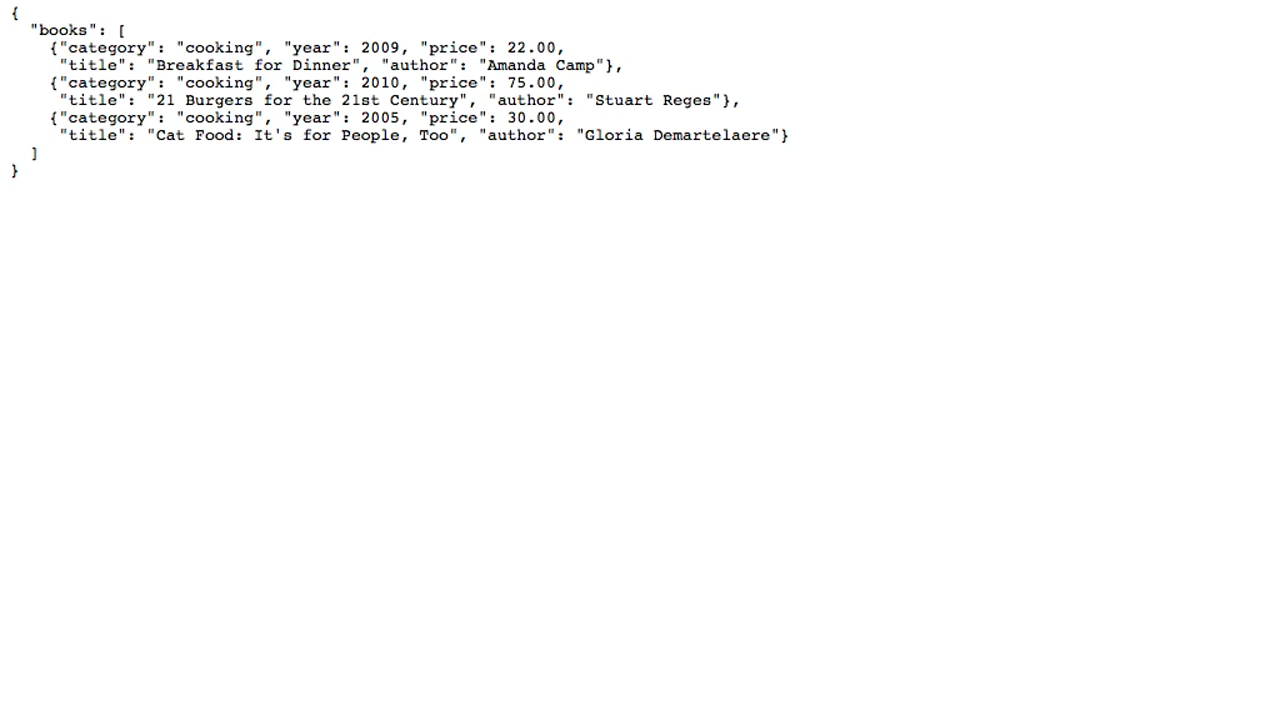 {
  "books": [
    {"category": "cooking", "year": 2009, "price": 22.00,
     "title": "Breakfast for Dinner", "author": "Amanda Camp"},
    {"category": "cooking", "year": 2010, "price": 75.00,
     "title": "21 Burgers for the 21st Century", "author": "Stuart Reges"},
    {"category": "cooking", "year": 2005, "price": 30.00,
     "title": "Cat Food: It's for People, Too", "author": "Gloria Demartelaere"}
  ]
}